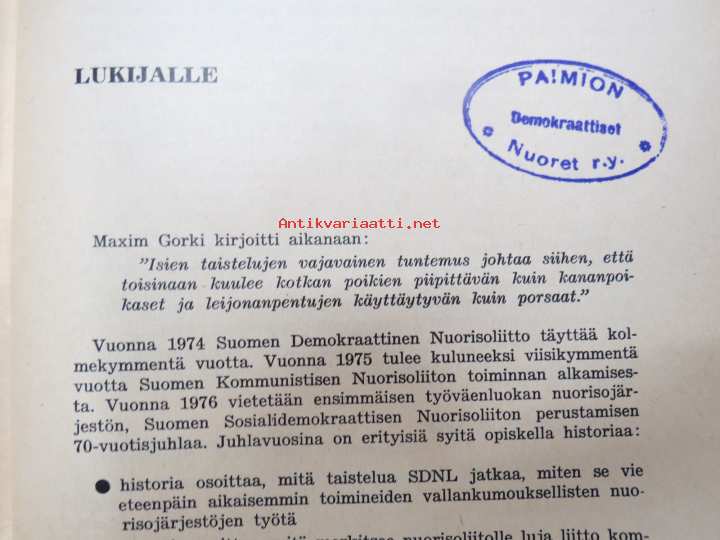 LUKIJALLE
PAIMION
Demokraattiset
Nuoret r.y.
Antikvariaatti.net
Maxim Gorki kirjoitti aikanaan:
"Isien taistelujen vajavainen tuntemus johtaa siihen, että
toisinaan kuulee kotkan poikien piipittävän kuin kananpoi-
kaset ja leijonanpentujen käyttäytyvän kuin porsaat."
Vuonna 1974 Suomen Demokraattinen Nuorisoliitto täyttää kol-
mekymmentä vuotta. Vuonna 1975 tulee kuluneeksi viisikymmentä
vuotta Suomen Kommunistisen Nuorisoliiton toiminnan alkamises-
ta. Vuonna 1976 vietetään ensimmäisen työväenluokan nuorisojär-
jestön, Suomen Sosialidemokraattisen Nuorisoliiton perustamisen
70-vuotisjuhlaa. Juhlavuosina on erityisiä syitä opiskella historiaa:
● historia osoittaa, mitä taistelua SDNL jatkaa, miten se vie
eteenpäin aikaisemmin toimineiden vallankumouksellisten nuo-
risojärjestöjen työtä
nuorisoliitolle luja liitto kom-